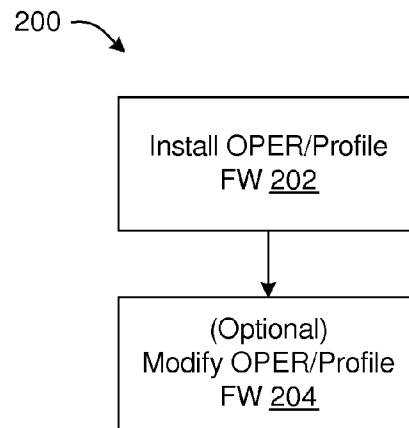 200
Install OPER/Profile
FW 202
(Optional)
Modify OPER/Profile
FW 204